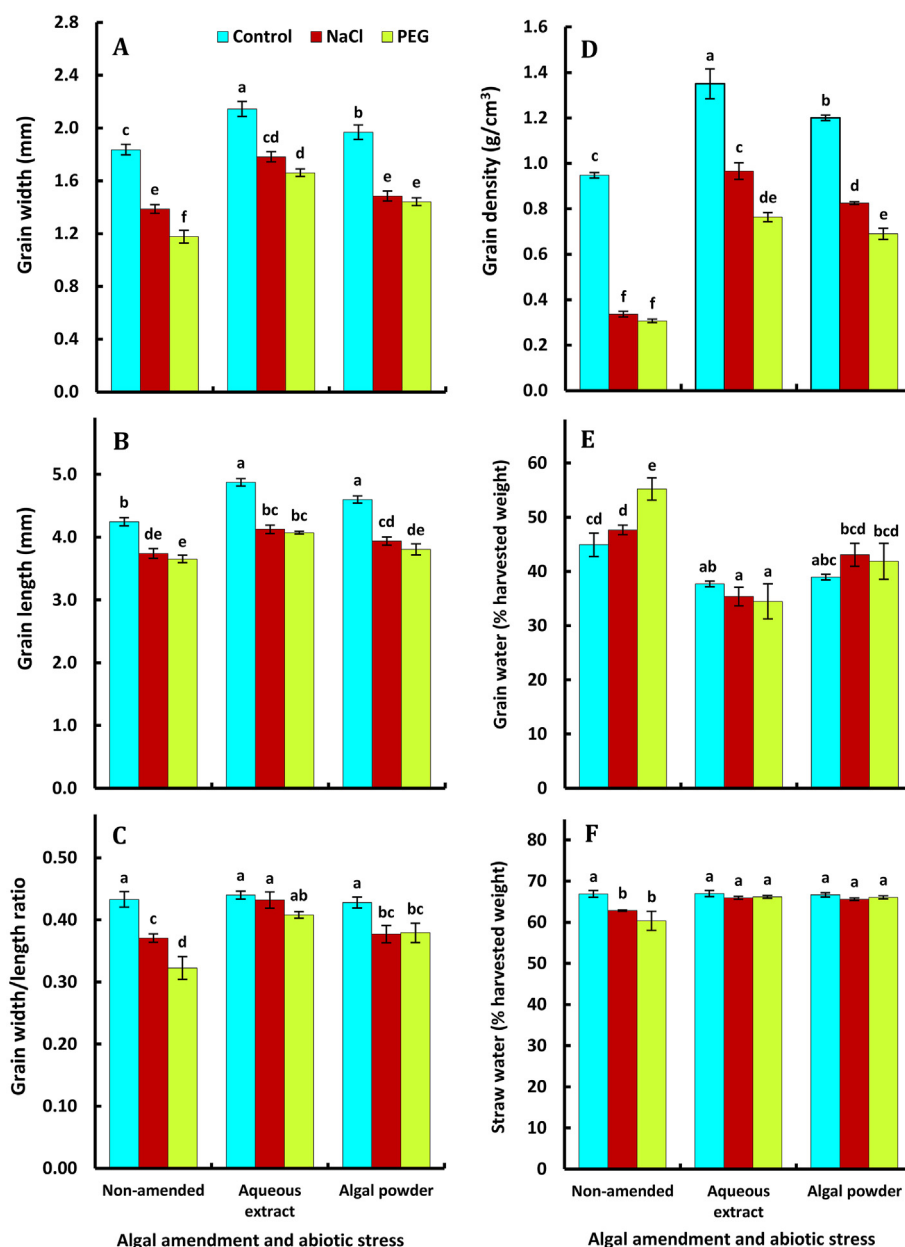 A
Control NaCl PEG
Grain width (mm)
2.8
2.4
2.0
1.6
1.2
0.8
0.4
0.0
c e f a cd d b e e
D
Grain density (g/cm³)
1.6
1.4
1.2
1.0
0.8
0.6
0.4
0.2
0.0
c f f a c de b d e
B
Grain length (mm)
5.0
4.0
3.0
2.0
1.0
0.0
b de e a bc bc a cd de
E
Grain water (% harvested weight)
60
50
40
30
20
10
0
cd d e ab a a abc bcd bcd
C
Grain width/length ratio
0.50
0.40
0.30
0.20
0.10
0.00
a c d a a ab a bc bc
Non-amended Aqueous extract Algal powder
Algal amendment and abiotic stress
F
Straw water (% harvested weight)
80
70
60
50
40
30
20
10
0
a b b a a a a a a
Non-amended Aqueous extract Algal powder
Algal amendment and abiotic stress